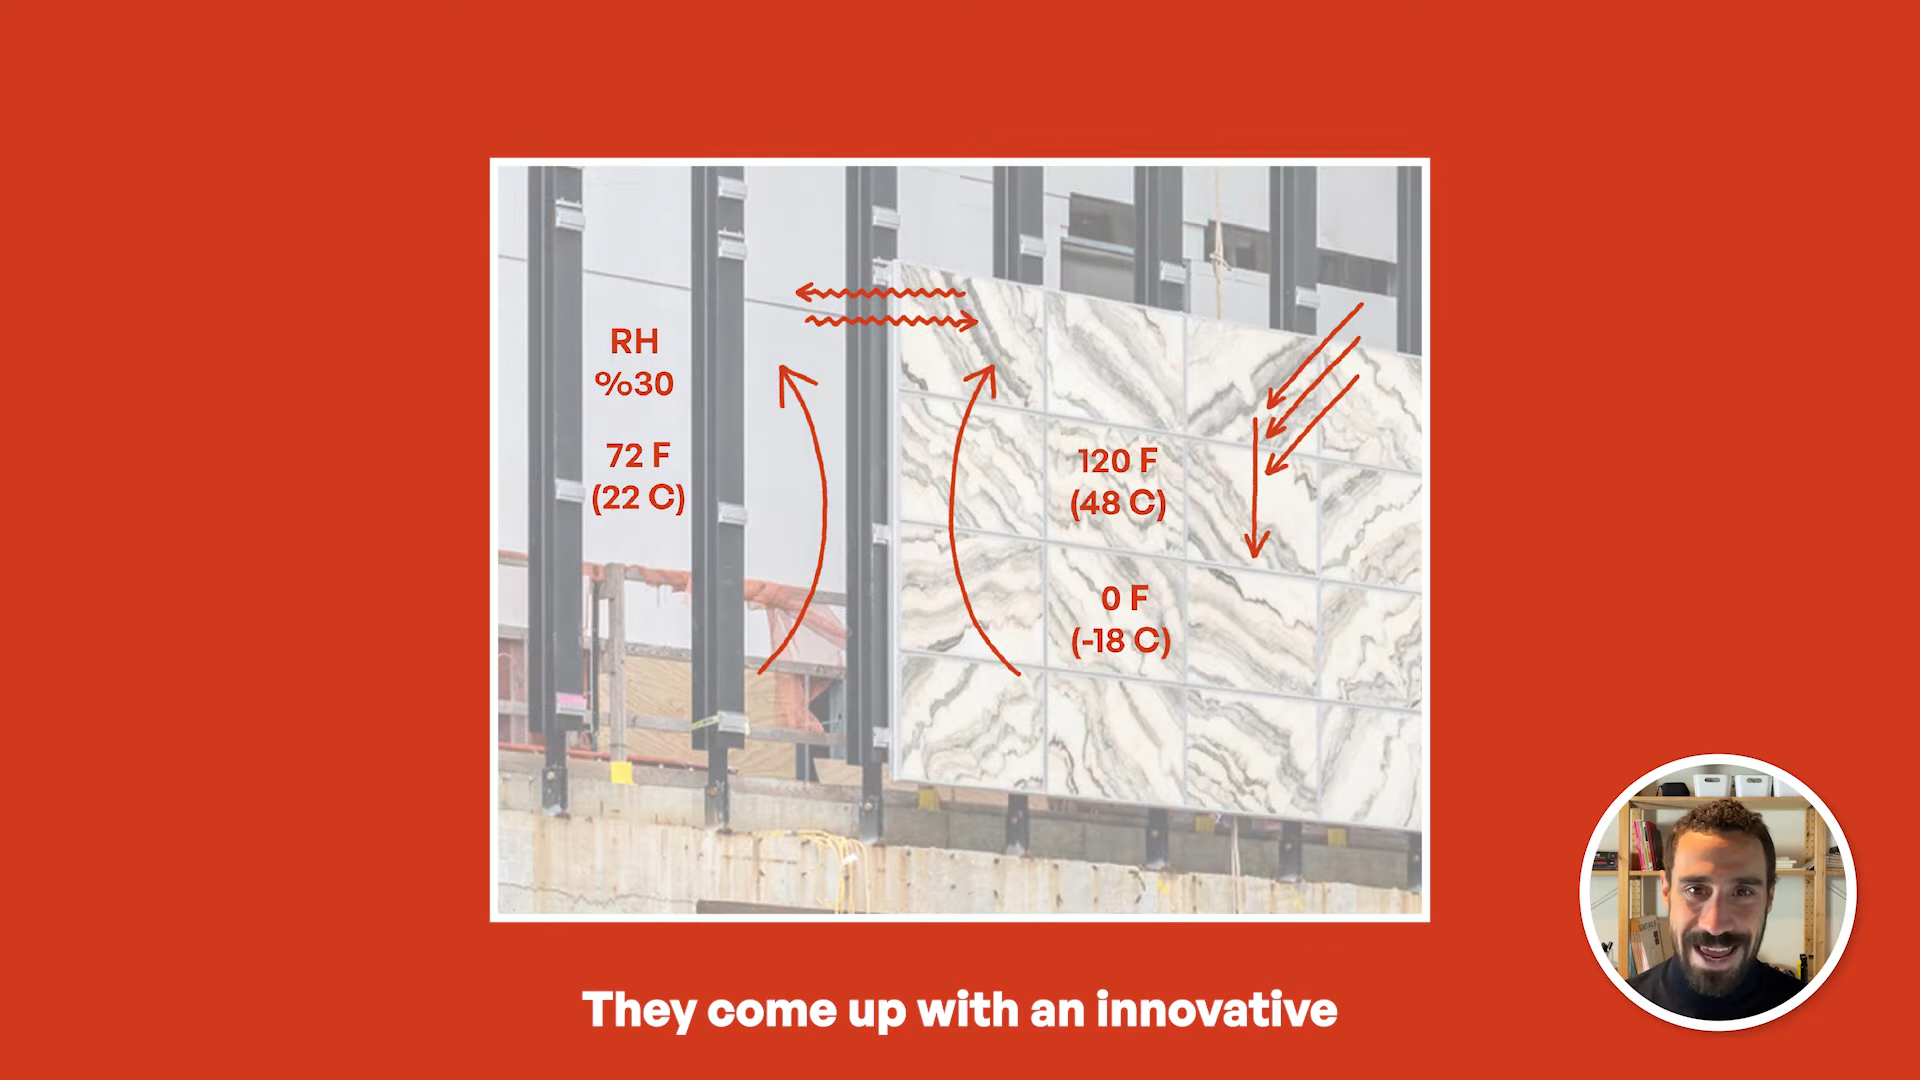 RH
%30
72 F
(22 C)
120 F
(48 C)
0 F
(-18 C)
They come up with an innovative